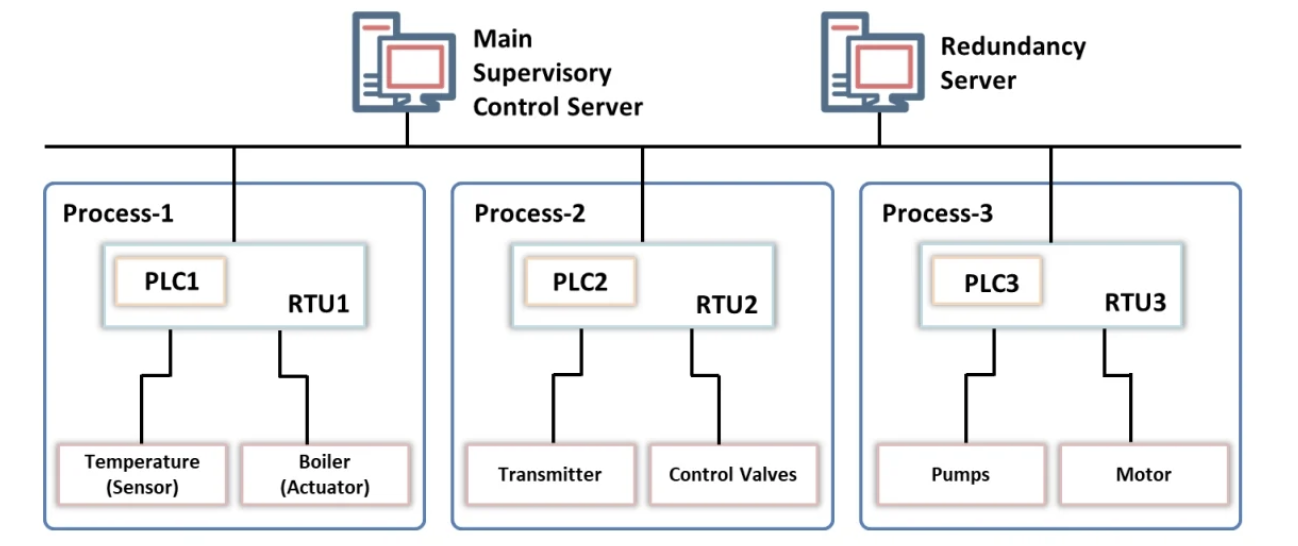 Main
Supervisory
Control Server
Redundancy
Server
Process-1
PLC1
RTU1
Temperature
(Sensor)
Boiler
(Actuator)
Process-2
PLC2
RTU2
Transmitter
Control Valves
Process-3
PLC3
RTU3
Pumps
Motor